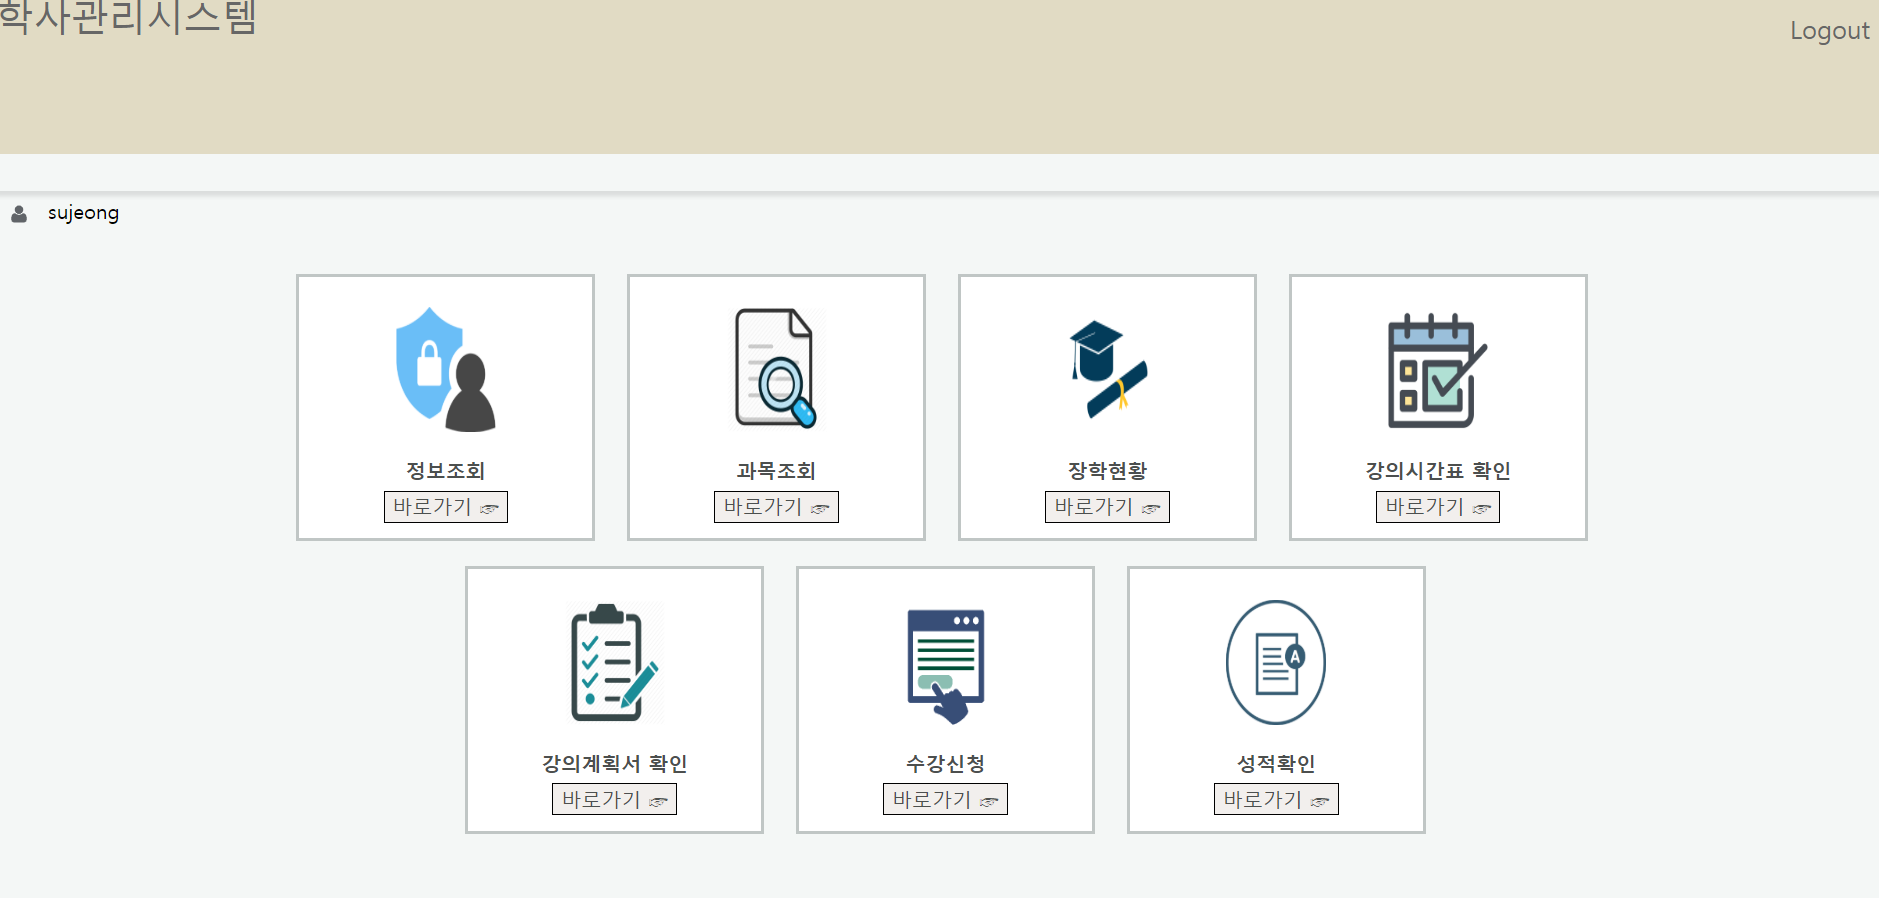 학사관리시스템
Logout
sujeong
정보조회
바로가기 ☞
과목조회
바로가기 ☞
장학현황
바로가기 ☞
강의시간표 확인
바로가기 ☞
강의계획서 확인
바로가기 ☞
수강신청
바로가기 ☞
A
성적확인
바로가기 ☞